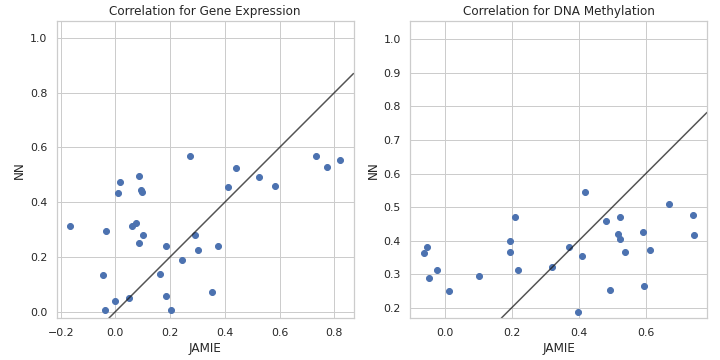 Correlation for Gene Expression
1.0
0.8
0.6
0.4
0.2
0.0
NN
−0.2 0.0 0.2 0.4 0.6 0.8
JAMIE
Correlation for DNA Methylation
1.0
0.9
0.8
0.7
0.6
0.5
0.4
0.3
0.2
NN
0.0 0.2 0.4 0.6
JAMIE